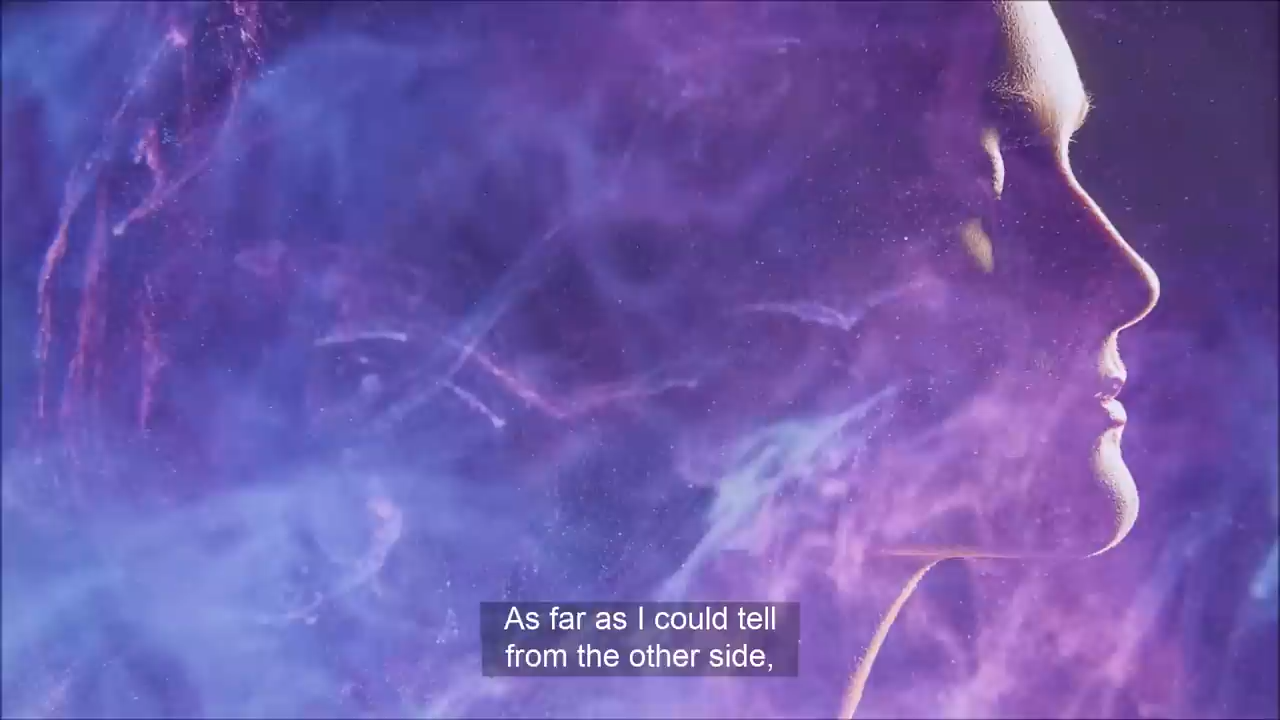 As far as I could tell
from the other side,